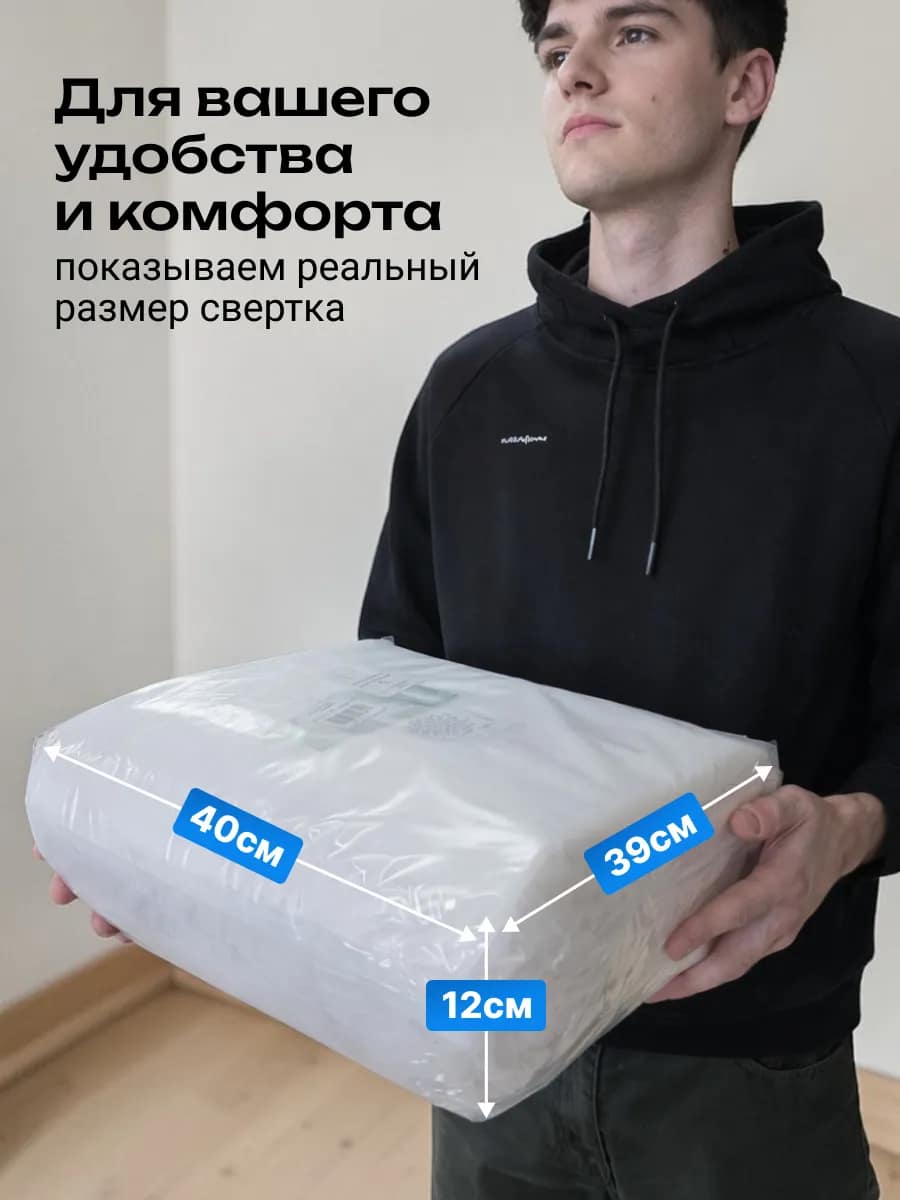 Для вашего
удобства
и комфорта
показываем реальный
размер свертка
40см
39см
12см